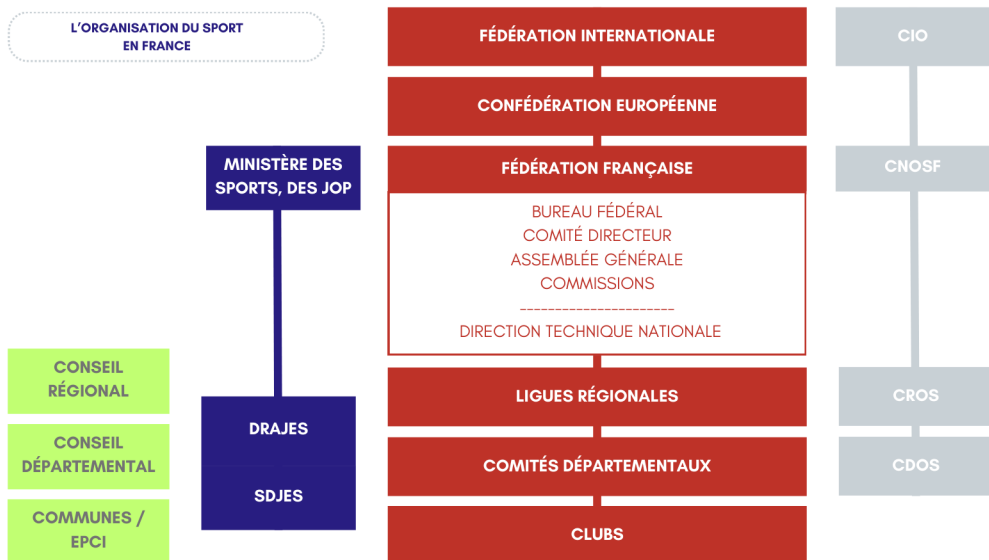 L'ORGANISATION DU SPORT
EN FRANCE
FÉDÉRATION INTERNATIONALE
CIO
CONFÉDÉRATION EUROPÉENNE
MINISTÈRE DES
SPORTS, DES JOP
FÉDÉRATION FRANÇAISE
CNOSF
BUREAU FÉDÉRAL
COMITÉ DIRECTEUR
ASSEMBLÉE GÉNÉRALE
COMMISSIONS
----------------------
DIRECTION TECHNIQUE NATIONALE
CONSEIL
RÉGIONAL
DRAJES
LIGUES RÉGIONALES
CROS
CONSEIL
DÉPARTEMENTAL
SDJES
COMITÉS DÉPARTEMENTAUX
CDOS
COMMUNES /
EPCI
CLUBS